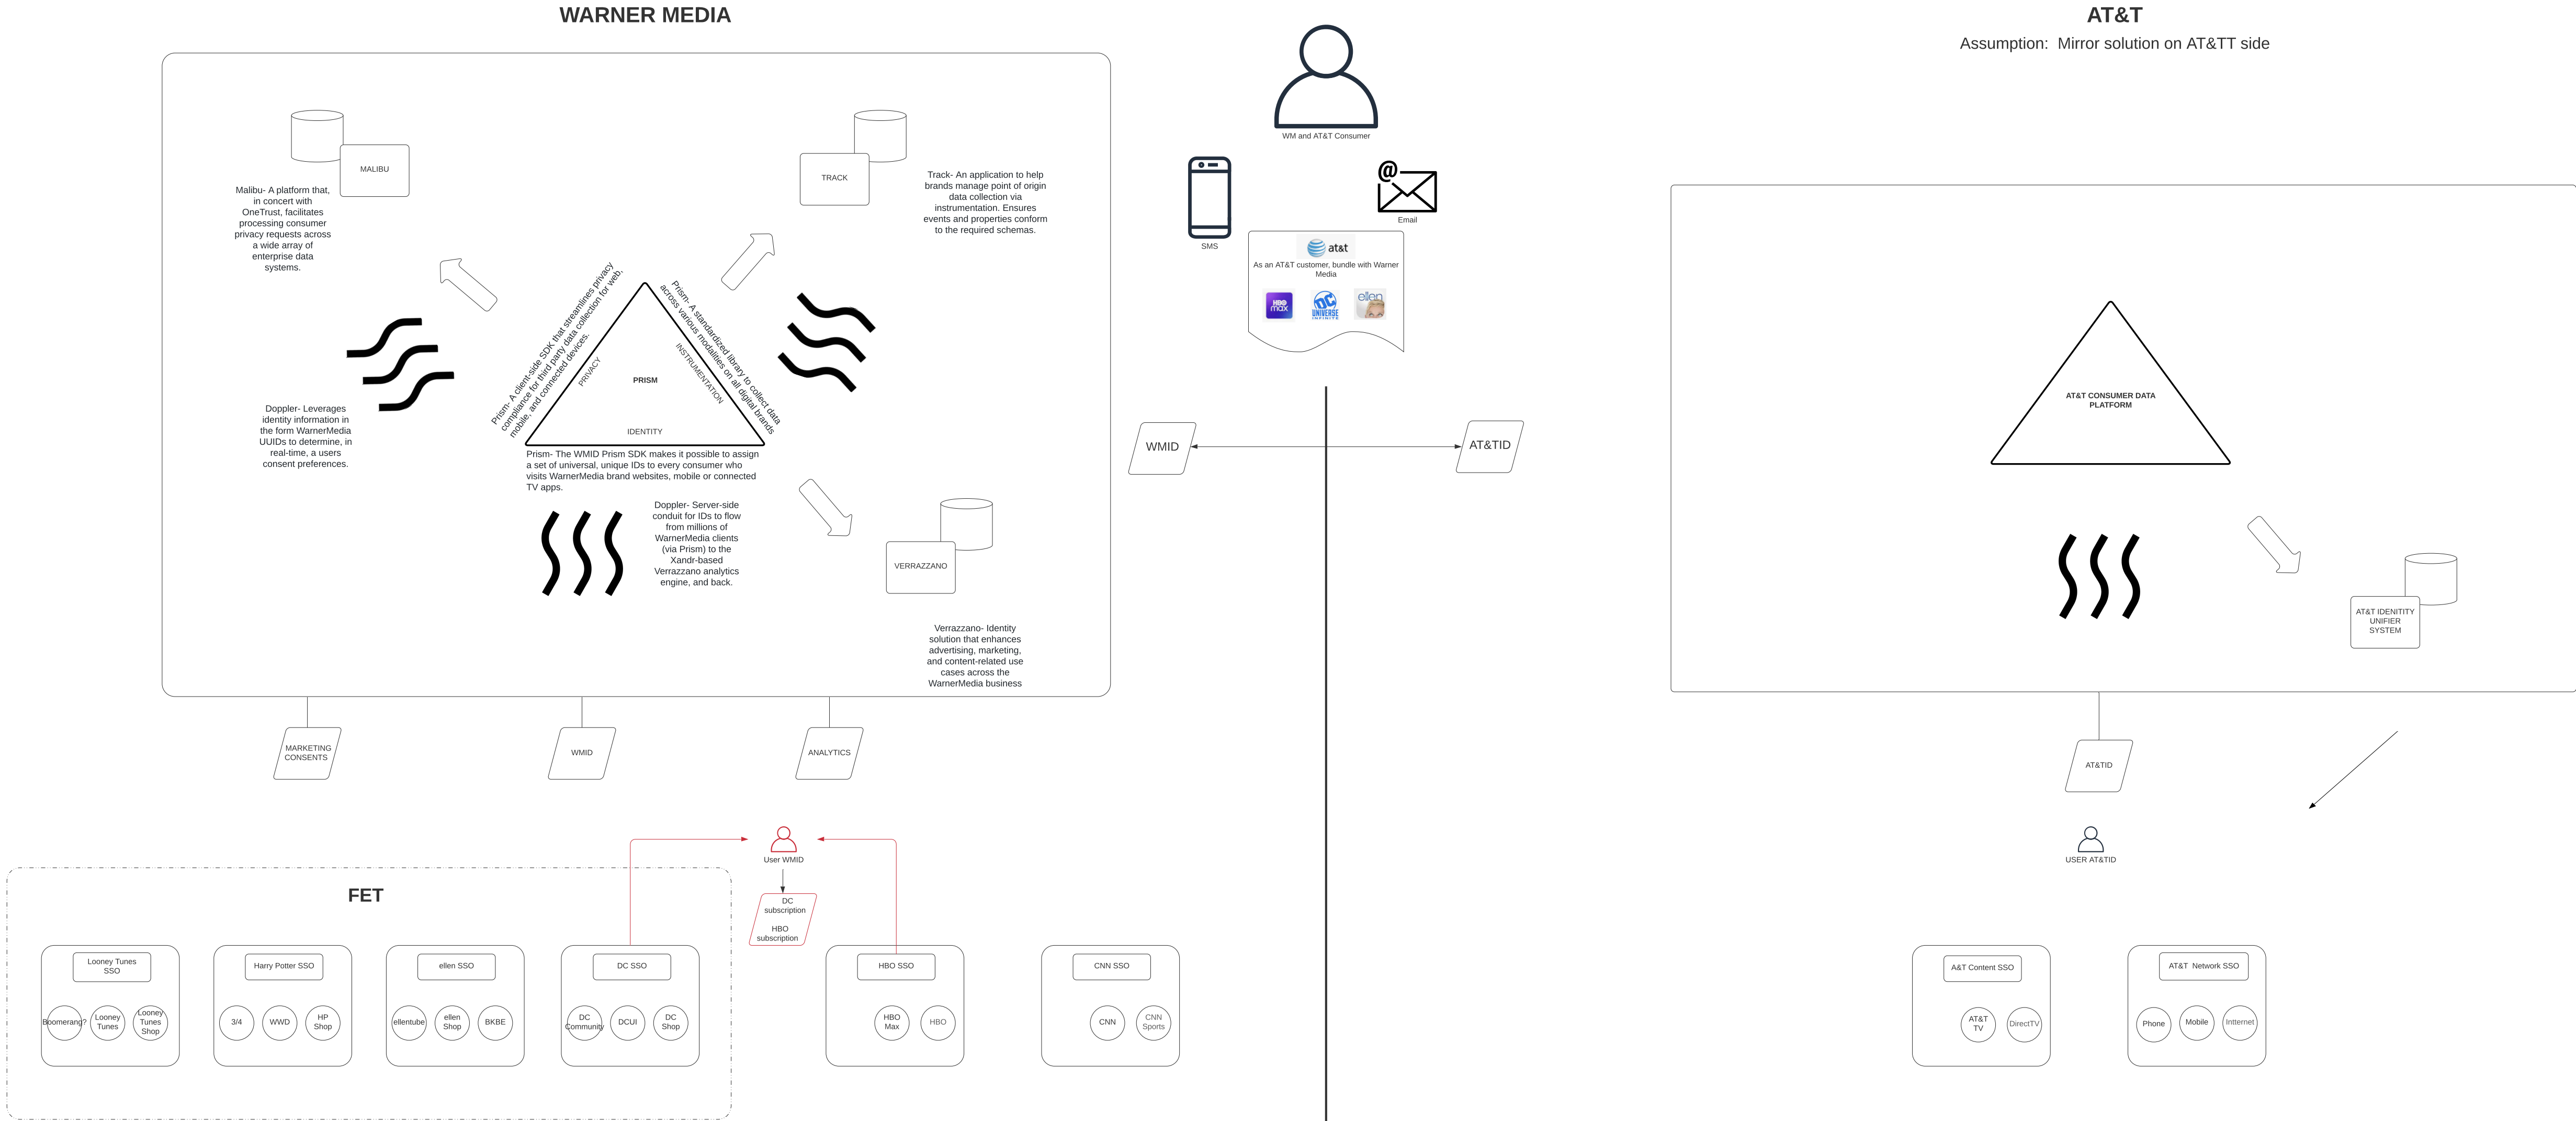 WARNER MEDIA
AT&T
Assumption:  Mirror solution on AT&TT side
WM and AT&T Consumer
SMS
@
Email
at&t
As an AT&T customer, bundle with Warner
Media
HBO
max
DC
UNIVERSE
INFINITE
ellen
MALIBU
Malibu- A platform that,
in concert with
OneTrust, facilitates
processing consumer
privacy requests across
a wide array of
enterprise data
systems.
TRACK
Track- An application to help
brands manage point of origin
data collection via
instrumentation. Ensures
events and properties conform
to the required schemas.
Prism- A client-side SDK that streamlines privacy
compliance for third party data collection for web,
mobile, and connected devices.
PRIVACY
Prism- A standardized library to collect data
across various modalities on all digital brands
INSTRUMENTATION
PRISM
IDENTITY
Prism- The WMID Prism SDK makes it possible to assign
a set of universal, unique IDs to every consumer who
visits WarnerMedia brand websites, mobile or connected
TV apps.
Doppler- Leverages
identity information in
the form WarnerMedia
UUIDs to determine, in
real-time, a users
consent preferences.
Doppler- Server-side
conduit for IDs to flow
from millions of
WarnerMedia clients
(via Prism) to the
Xandr-based
Verrazzano analytics
engine, and back.
VERRAZZANO
Verrazzano- Identity
solution that enhances
advertising, marketing,
and content-related use
cases across the
WarnerMedia business
WMID
AT&TID
AT&T CONSUMER DATA
PLATFORM
AT&T IDENITITY
UNIFIER
SYSTEM
MARKETING
CONSENTS
WMID
ANALYTICS
AT&TID
User WMID
USER AT&TID
DC
subscription
HBO
subscription
FET
Looney Tunes
SSO
Boomerang?
Looney
Tunes
Looney
Tunes
Shop
Harry Potter SSO
3/4
WWD
HP
Shop
ellen SSO
ellentube
ellen
Shop
BKBE
DC SSO
DC
Community
DCUI
DC
Shop
HBO SSO
HBO
Max
HBO
CNN SSO
CNN
CNN
Sports
A&T Content SSO
AT&T
TV
DirectTV
AT&T  Network SSO
Phone
Mobile
Intternet